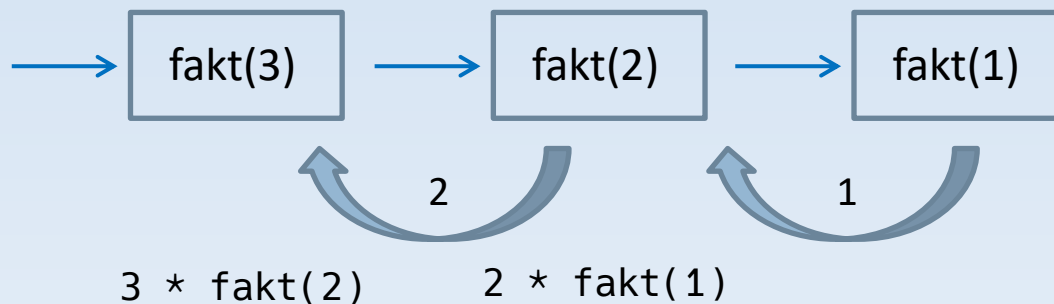 fakt(3) fakt(2) fakt(1)
2 1
3 * fakt(2) 2 * fakt(1)